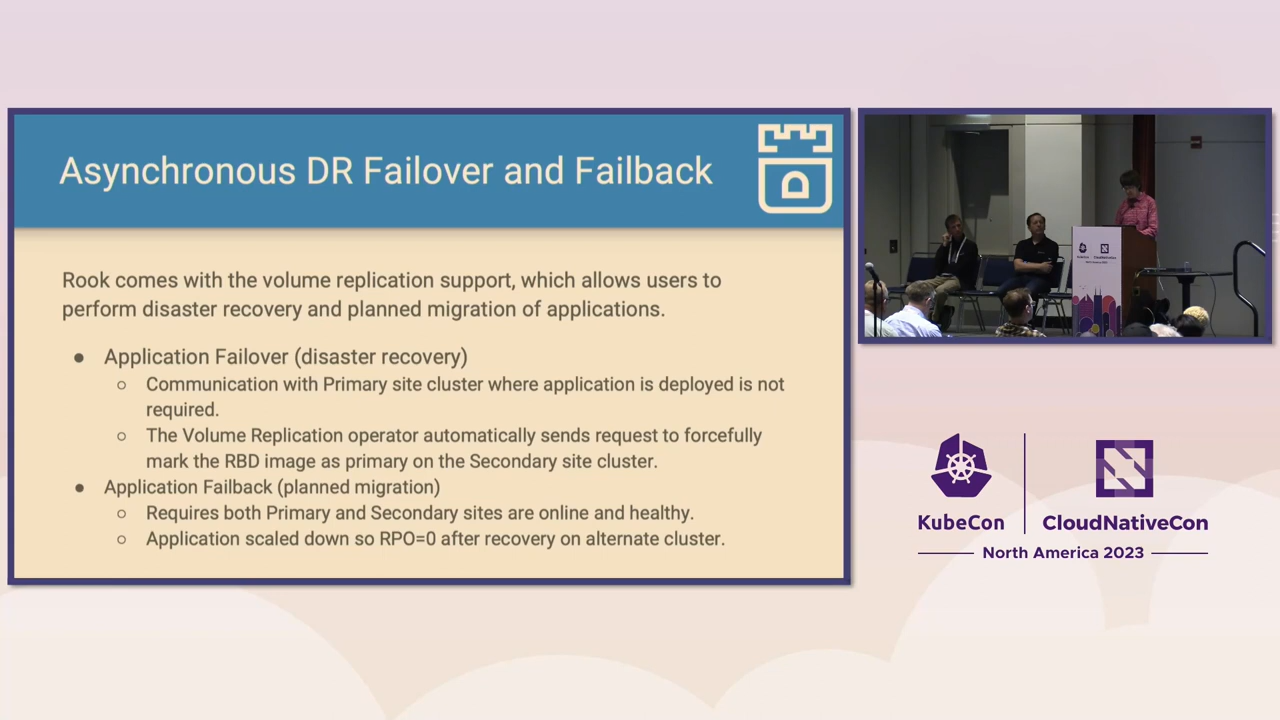 Asynchronous DR Failover and Failback
Rook comes with the volume replication support, which allows users to
perform disaster recovery and planned migration of applications.
● Application Failover (disaster recovery)
○ Communication with Primary site cluster where application is deployed is not
required.
○ The Volume Replication operator automatically sends request to forcefully
mark the RBD image as primary on the Secondary site cluster.
● Application Failback (planned migration)
○ Requires both Primary and Secondary sites are online and healthy.
○ Application scaled down so RPO=0 after recovery on alternate cluster.
KubeCon
CloudNativeCon
North America 2023